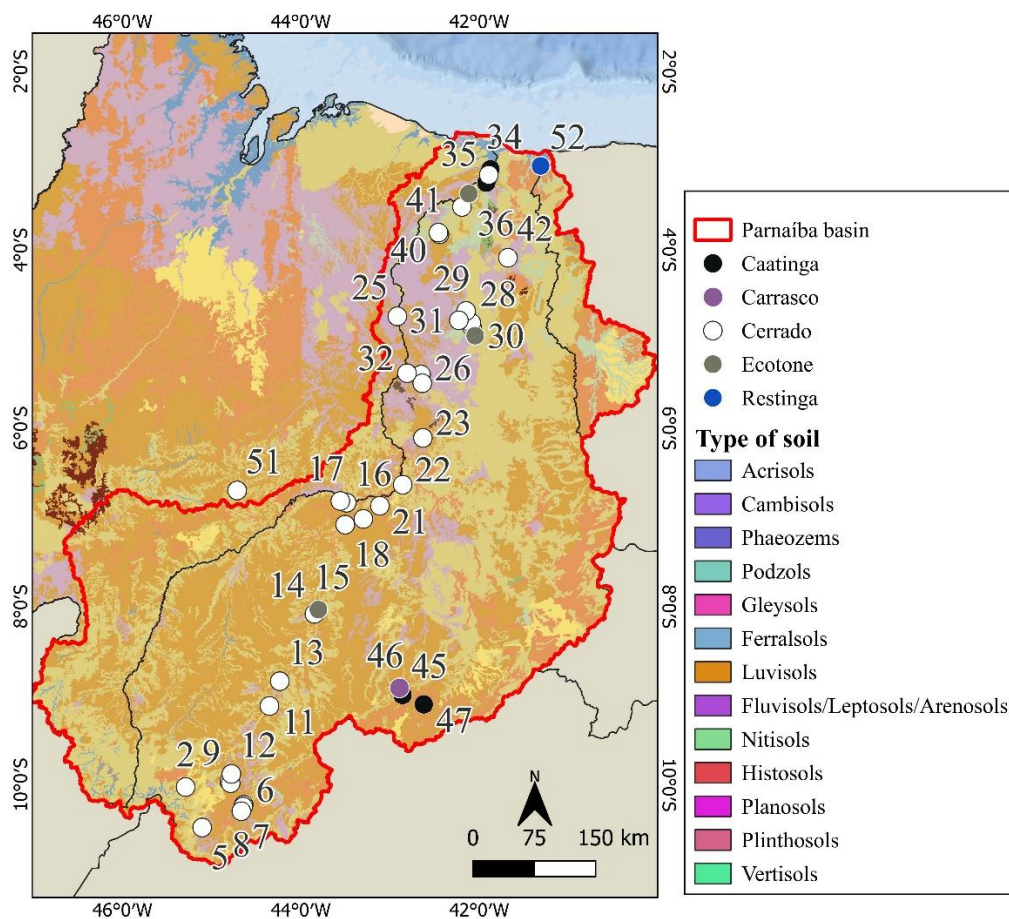 46°0'W 44°0'W 42°0'W
2°S 2°0'S
52
34
35
41
36
42
4°0'S 4°0'S
40
29
28
25
31
30
32
26
6°0'S 6°0'S
23
22
51
17
16
21
18
15
14
8°0'S 8°0'S
13
46
45
11
47
12
2 9
10°0'S 10°0'S
6
5 8 7
N
0 75 150 km
46°0'W 44°0'W 42°0'W
Parnaíba basin
Caatinga
Carrasco
Cerrado
Ecotone
Restinga
Type of soil
Acrisols
Cambisols
Phaeozems
Podzols
Gleysols
Ferralsols
Luvisols
Fluvisols/Leptosols/Arenosols
Nitisols
Histosols
Planosols
Plinthosols
Vertisols